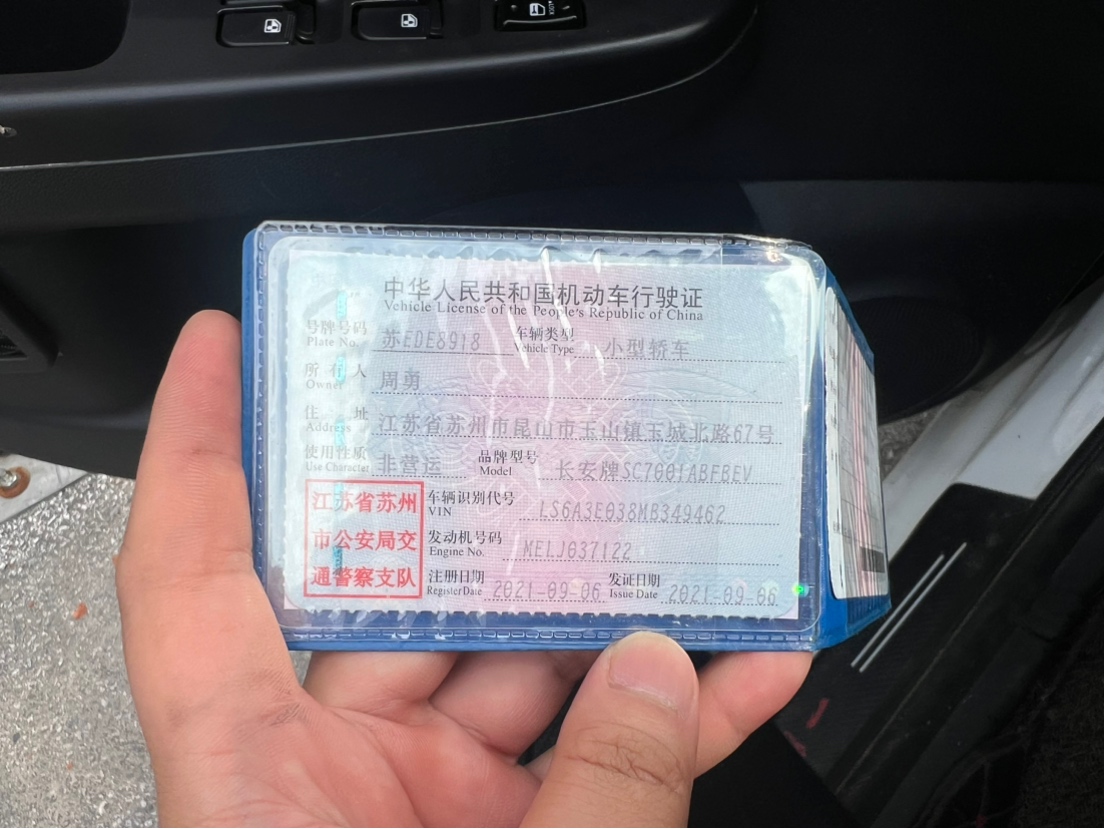 中华人民共和国机动车行驶证
Vehicle License of the People's Republic of China
号牌号码 苏EDE8918 车辆类型 小型轿车
Plate No. Vehicle Type
所有人 周勇
Owner
住址 江苏省苏州市昆山市玉山镇玉城北路67号
Address
使用性质 非营运 品牌型号 长安牌SC7001ABFBEV
Use Character Model
江苏省苏州
市公安局交
通警察支队
车辆识别代号 LS6A3E038MB349462
VIN
发动机号码 MELJ037122
Engine No.
注册日期 2021-09-06 发证日期 2021-09-06
Register Date Issue Date